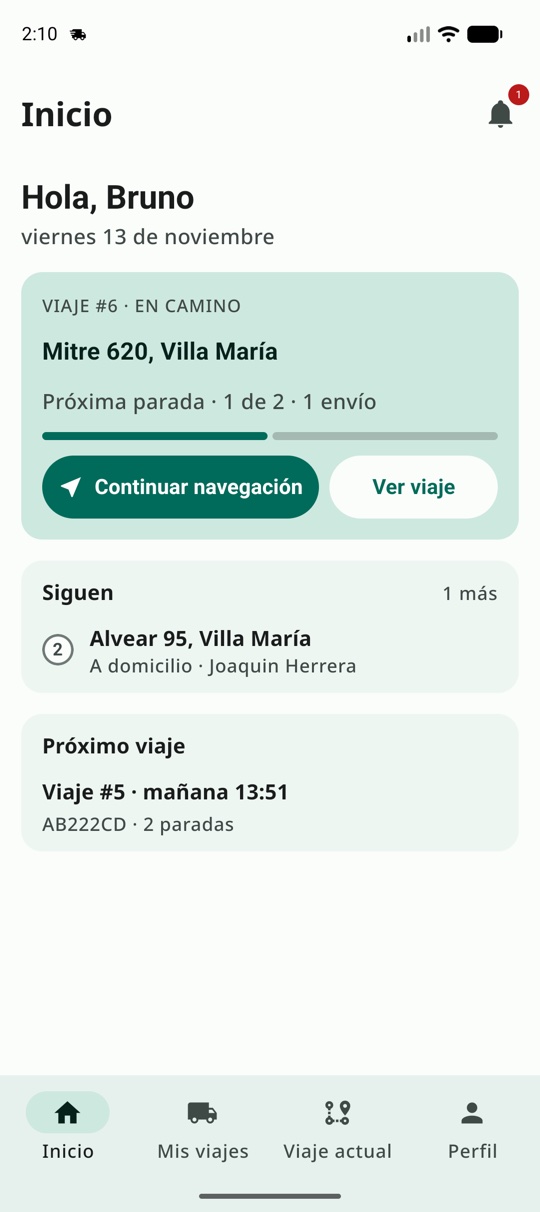 2:10
Inicio
1
Hola, Bruno
viernes 13 de noviembre
VIAJE #6 · EN CAMINO
Mitre 620, Villa María
Próxima parada · 1 de 2 · 1 envío
Continuar navegación
Ver viaje
Siguen
1 más
2
Alvear 95, Villa María
A domicilio · Joaquin Herrera
Próximo viaje
Viaje #5 · mañana 13:51
AB222CD · 2 paradas
Inicio
Mis viajes
Viaje actual
Perfil